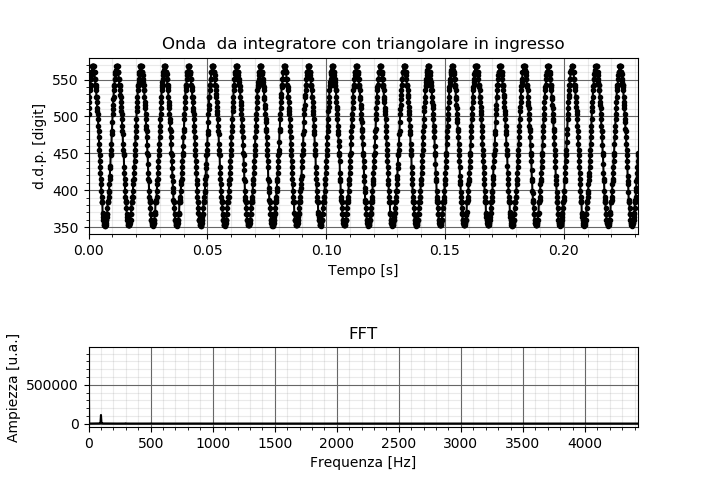 Onda  da integratore con triangolare in ingresso
d.d.p. [digit]
550
500
450
400
350
0.00 0.05 0.10 0.15 0.20
Tempo [s]
FFT
Ampiezza [u.a.]
500000
0
0 500 1000 1500 2000 2500 3000 3500 4000
Frequenza [Hz]